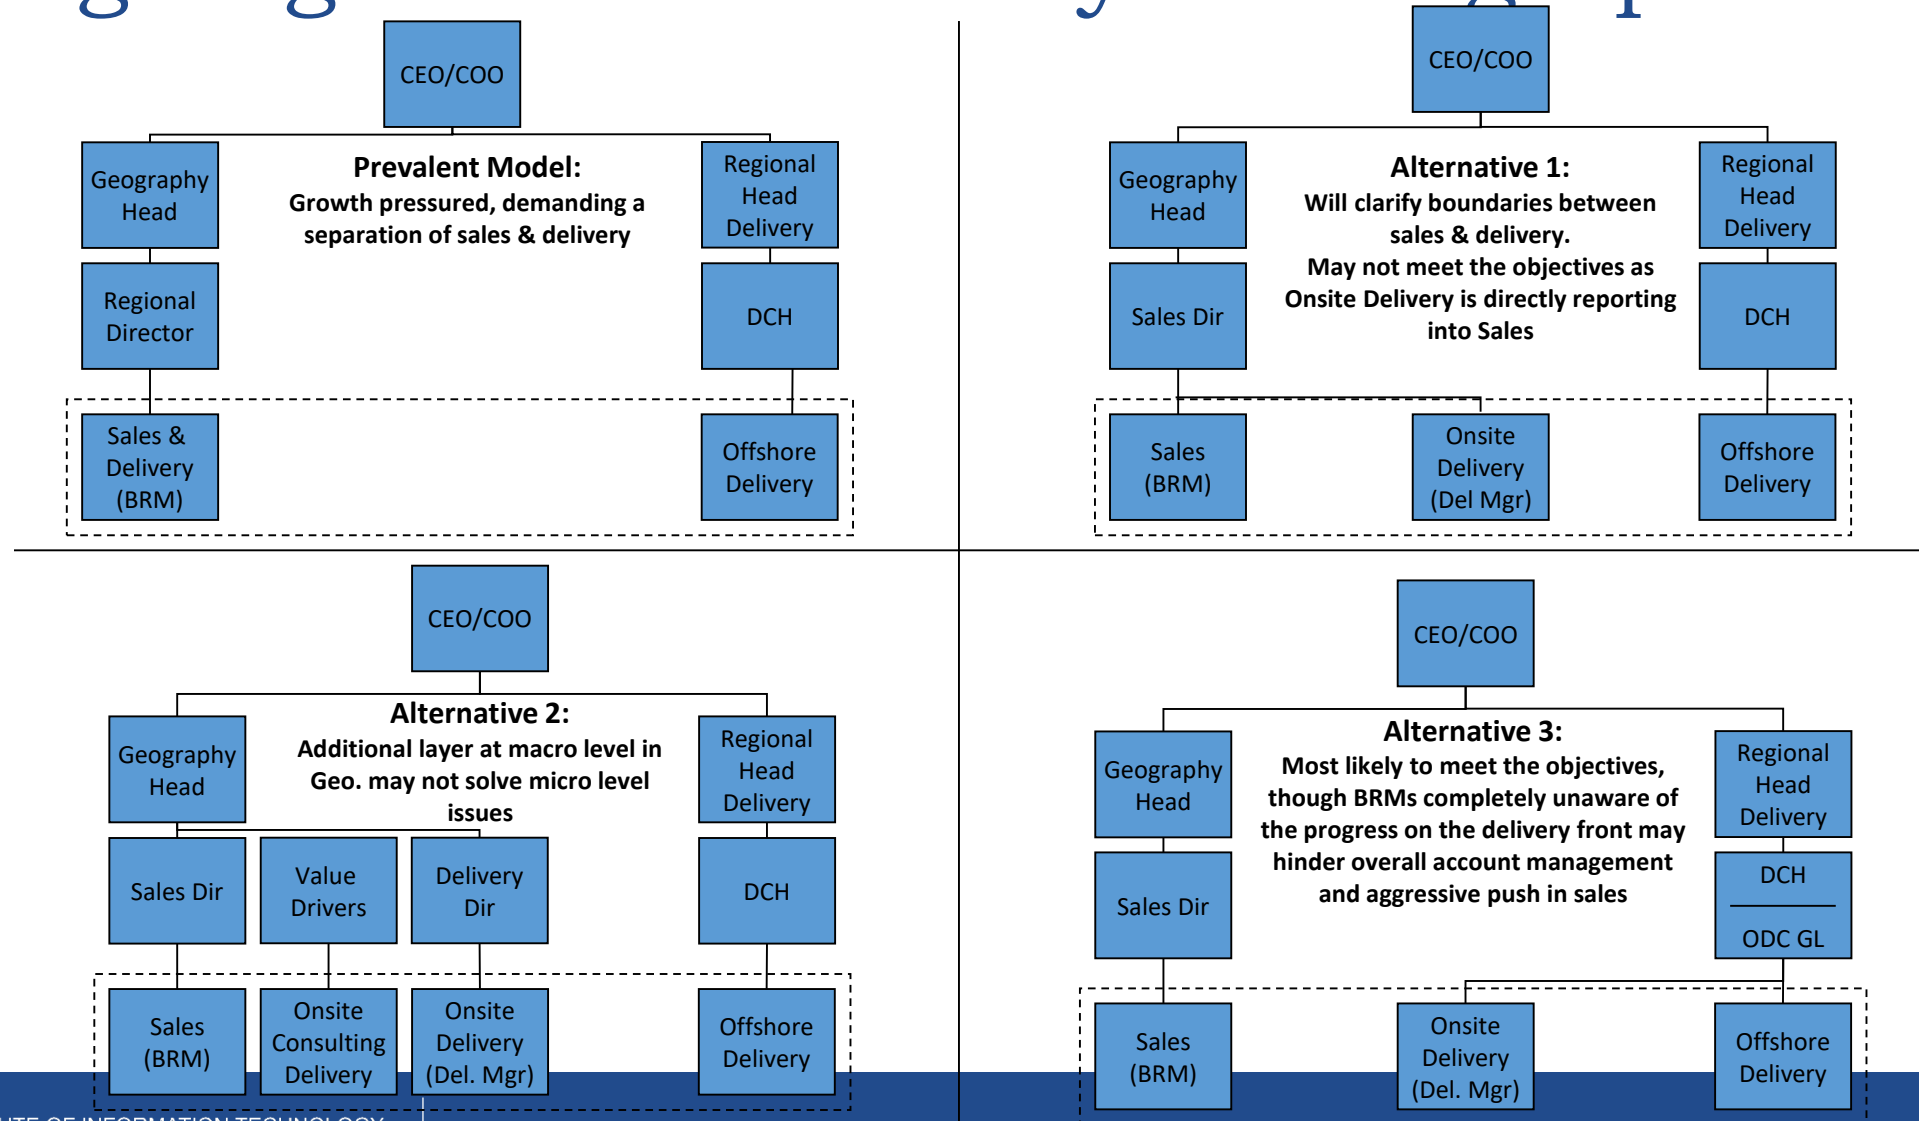 CEO/COO
Geography
Head
Prevalent Model:
Growth pressured, demanding a
separation of sales & delivery
Regional
Head
Delivery
Regional
Director
DCH
Sales &
Delivery
(BRM)
Offshore
Delivery
CEO/COO
Geography
Head
Alternative 1:
Will clarify boundaries between
sales & delivery.
May not meet the objectives as
Onsite Delivery is directly reporting
into Sales
Regional
Head
Delivery
Sales Dir
DCH
Sales
(BRM)
Onsite
Delivery
(Del Mgr)
Offshore
Delivery
CEO/COO
Geography
Head
Alternative 2:
Additional layer at macro level in
Geo. may not solve micro level
issues
Regional
Head
Delivery
Sales Dir
Value
Drivers
Delivery
Dir
DCH
Sales
(BRM)
Onsite
Consulting
Delivery
Onsite
Delivery
(Del. Mgr)
Offshore
Delivery
CEO/COO
Geography
Head
Alternative 3:
Most likely to meet the objectives,
though BRMs completely unaware of
the progress on the delivery front may
hinder overall account management
and aggressive push in sales
Regional
Head
Delivery
Sales Dir
DCH
ODC GL
Sales
(BRM)
Onsite
Delivery
(Del. Mgr)
Offshore
Delivery
OF INFORMATION TECHNOLOGY